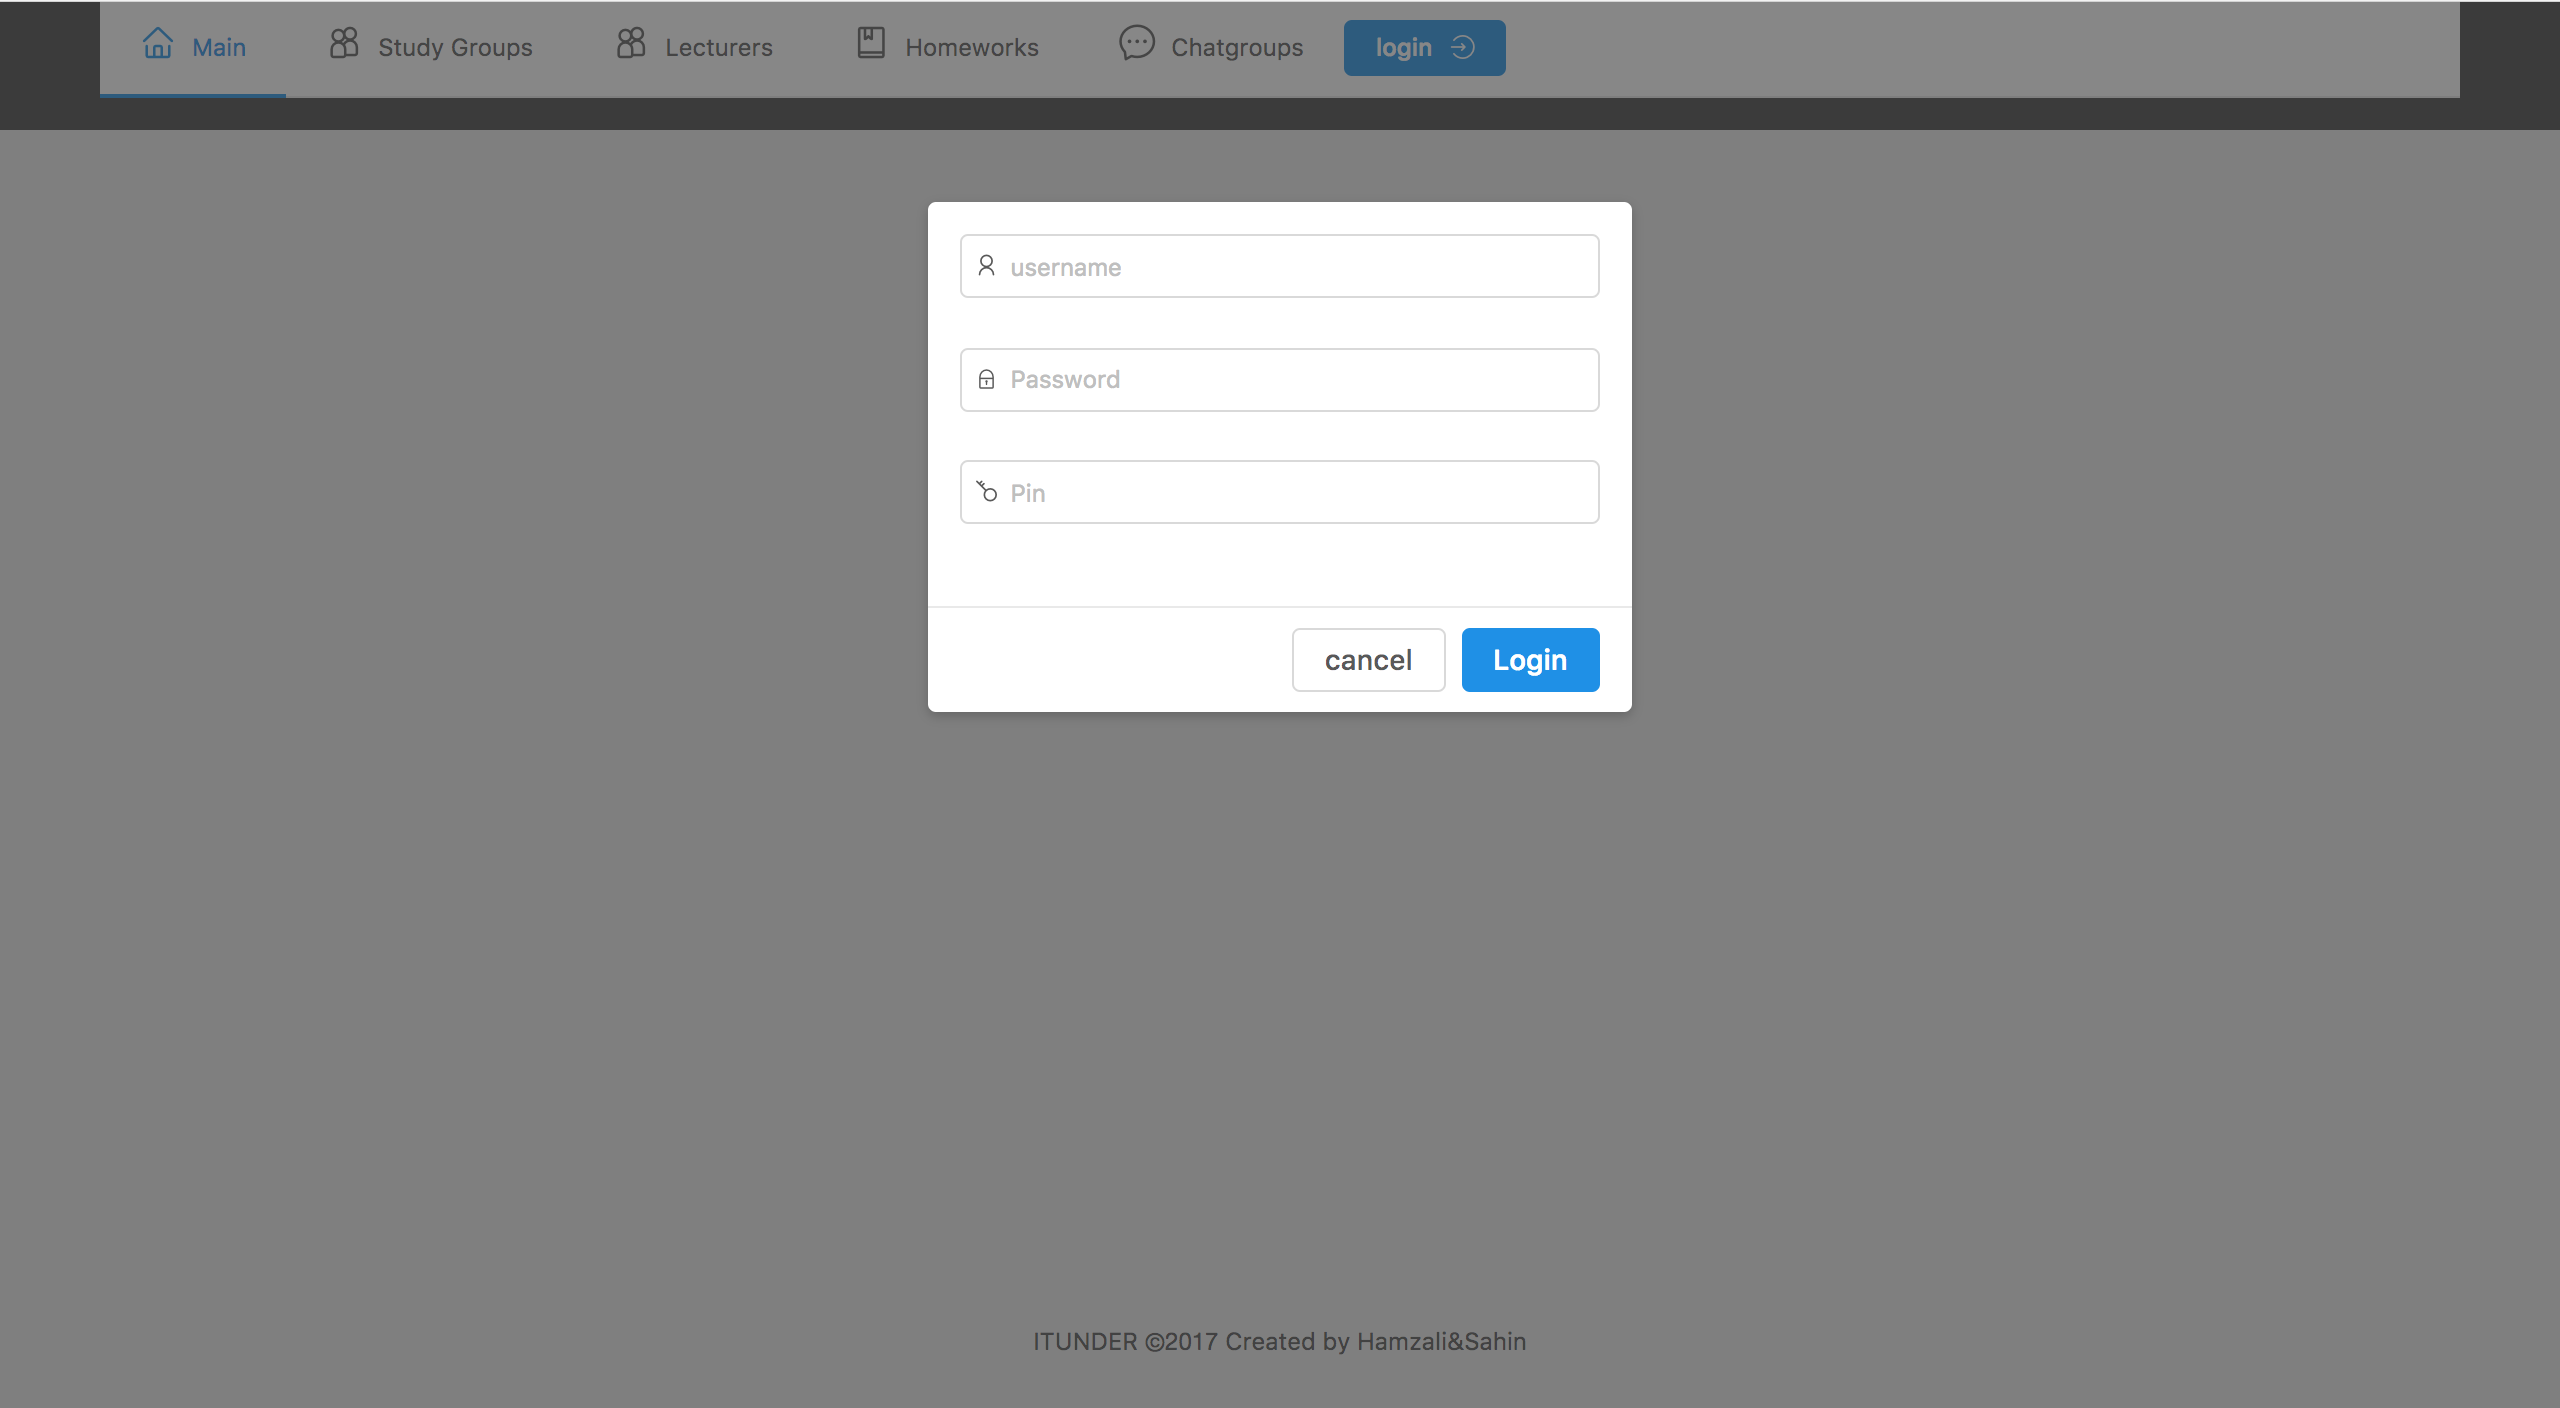 Main Study Groups Lecturers Homeworks Chatgroups login
username
Password
Pin
cancel Login
ITUNDER ©2017 Created by Hamzali&Sahin